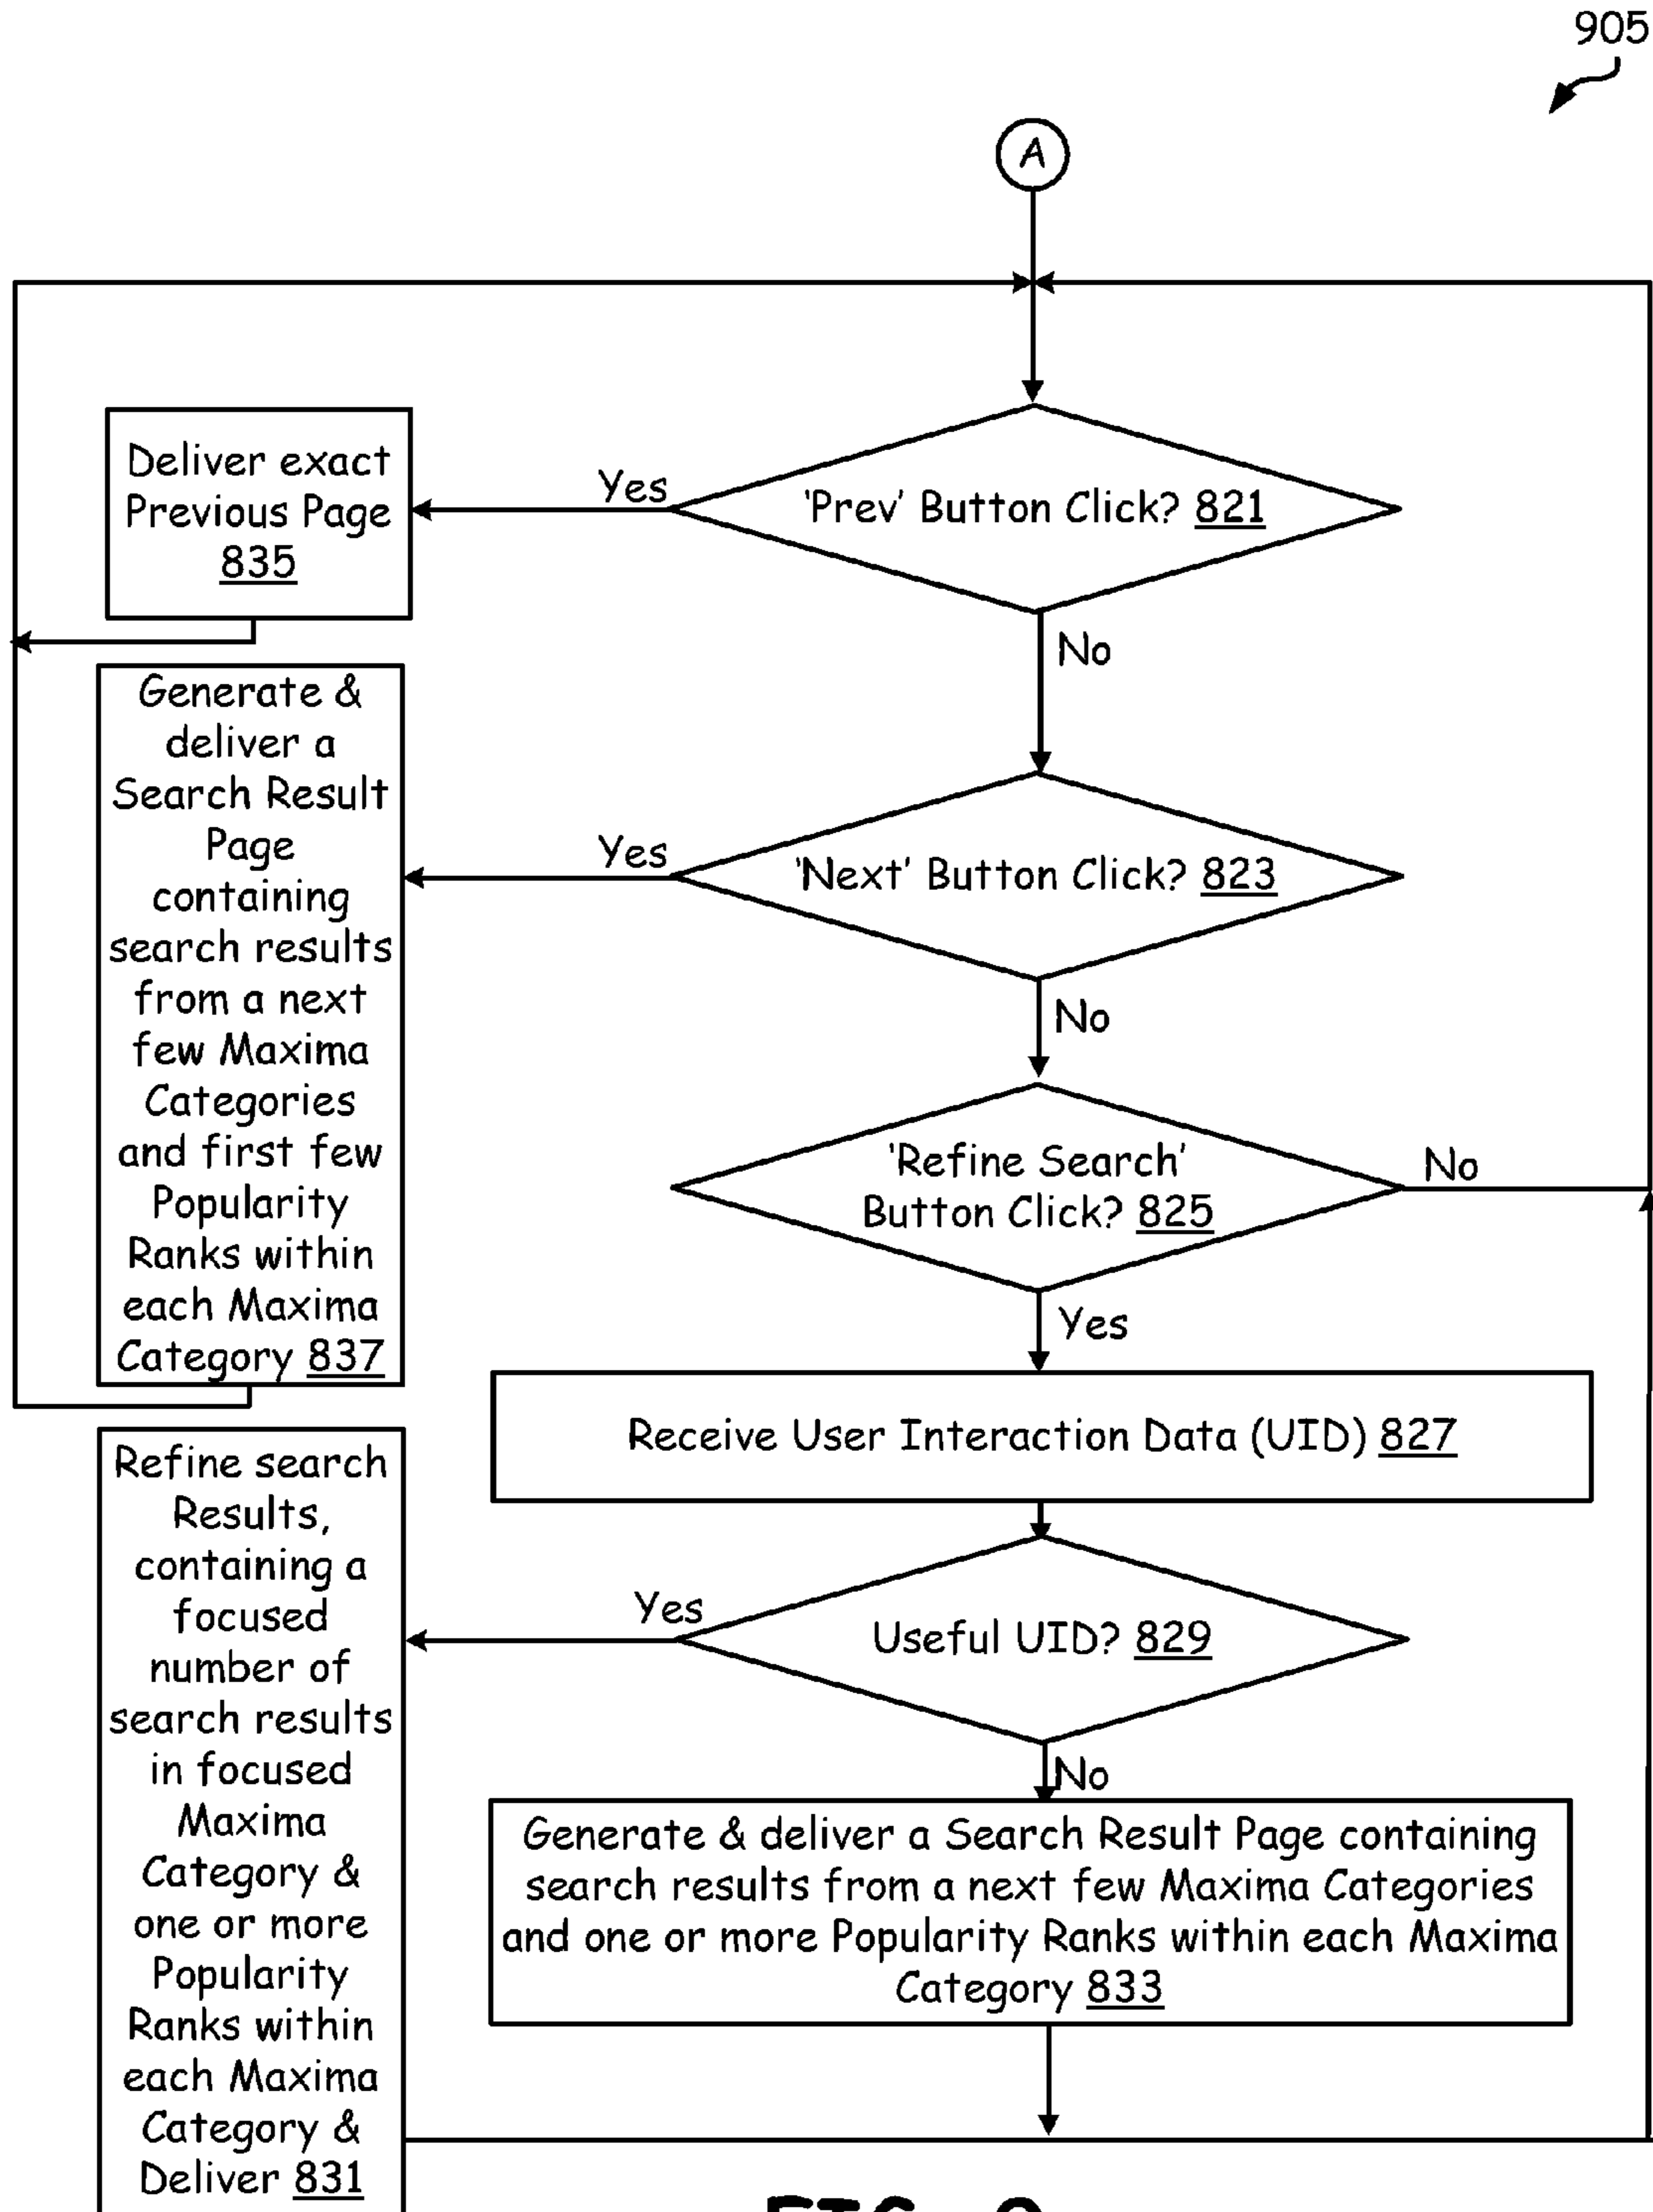 905
A
Deliver exact
Previous Page
835
Yes
'Prev' Button Click? 821
No
Generate &
deliver a
Search Result
Page
containing
search results
from a next
few Maxima
Categories
and first few
Popularity
Ranks within
each Maxima
Category 837
Yes
'Next' Button Click? 823
No
'Refine Search'
Button Click? 825
No
Yes
Receive User Interaction Data (UID) 827
Refine search
Results,
containing a
focused
number of
search results
in focused
Maxima
Category &
one or more
Popularity
Ranks within
each Maxima
Category &
Deliver 831
Yes
Useful UID? 829
No
Generate & deliver a Search Result Page containing
search results from a next few Maxima Categories
and one or more Popularity Ranks within each Maxima
Category 833